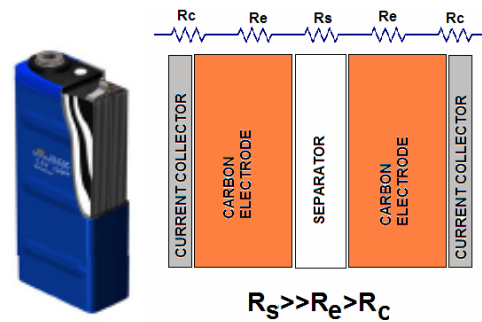 Rc Re Rs Re Rc
CURRENT COLLECTOR
CARBON
ELECTRODE
SEPARATOR
CARBON
ELECTRODE
CURRENT COLLECTOR
Rs>>Re>Rc